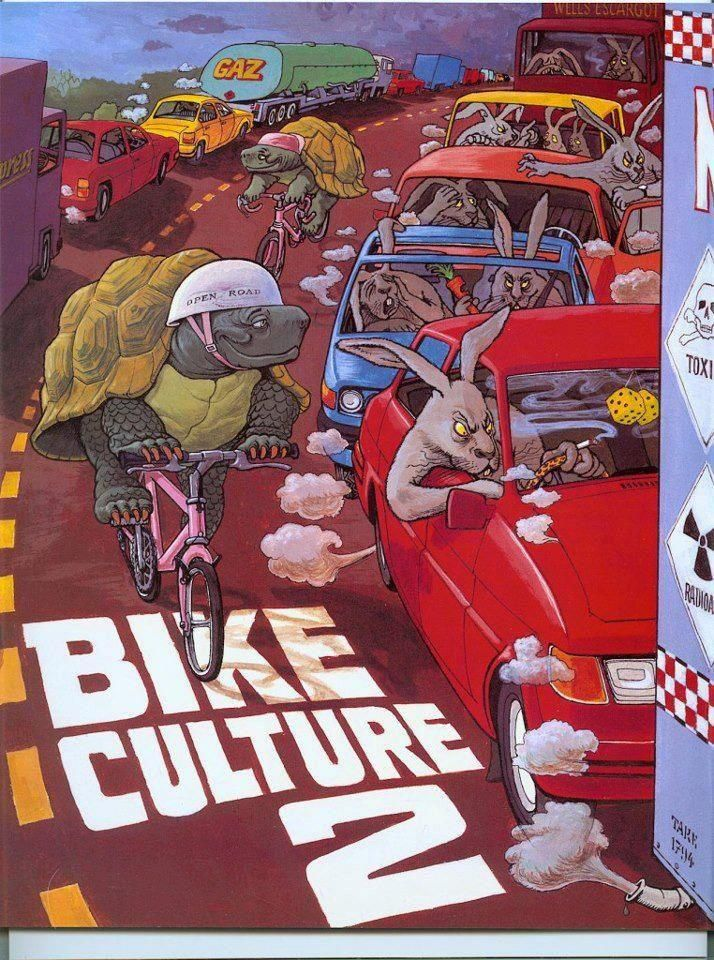 WELLS ESCARGOT
GAZ
OPEN ROAD
TOXI
RADIOA
BIKE
CULTURE
2